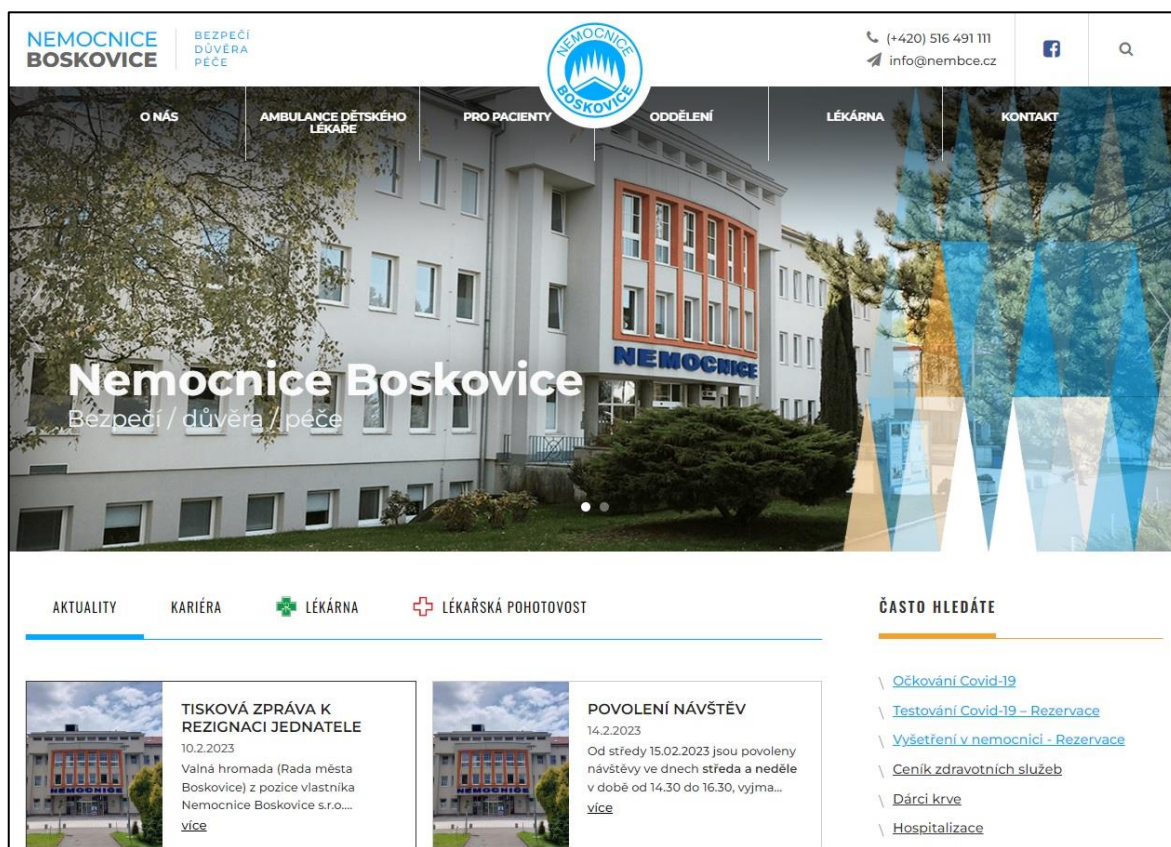 NEMOCNICE
BOSKOVICE
BEZPEČÍ
DŮVĚRA
PÉČE
NEMOCNICE
BOSKOVICE
(+420) 516 491 111
info@nembce.cz
O NÁS
AMBULANCE DĚTSKÉHO
LÉKAŘE
PRO PACIENTY
ODDĚLENÍ
LÉKÁRNA
KONTAKT
NEMOCNICE
Nemocnice Boskovice
Bezpečí / důvěra / péče
AKTUALITY
KARIÉRA
LÉKÁRNA
LÉKAŘSKÁ POHOTOVOST
TISKOVÁ ZPRÁVA K
REZIGNACI JEDNATELE
10.2.2023
Valná hromada (Rada města
Boskovice) z pozice vlastníka
Nemocnice Boskovice s.r.o....
více
POVOLENÍ NÁVŠTĚV
14.2.2023
Od středy 15.02.2023 jsou povoleny
návštěvy ve dnech středa a neděle
v době od 14.30 do 16.30, vyjma...
více
ČASTO HLEDÁTE
\ Očkování Covid-19
\ Testování Covid-19 – Rezervace
\ Vyšetření v nemocnici - Rezervace
\ Ceník zdravotních služeb
\ Dárci krve
\ Hospitalizace